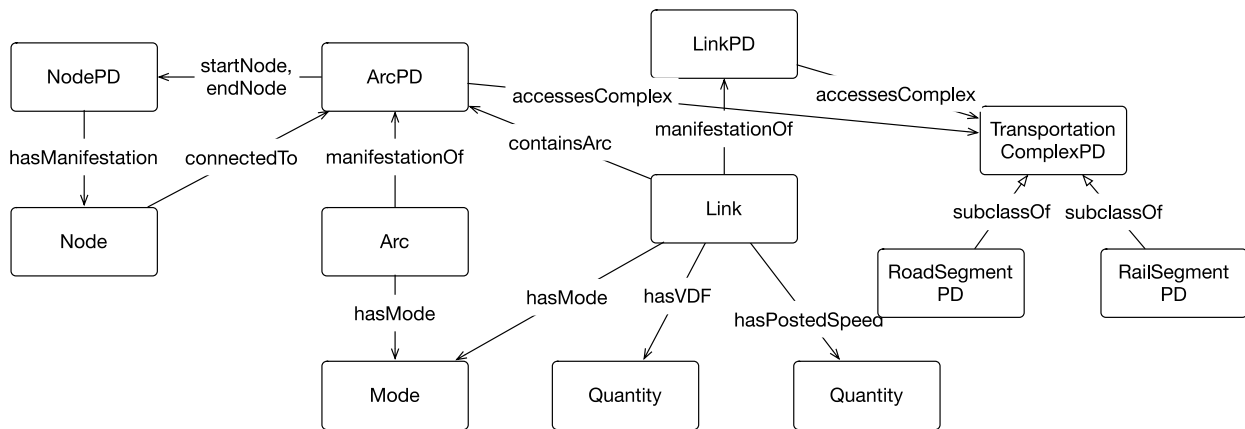 LinkPD
NodePD
startNode,
endNode
ArcPD
accessesComplex
accessesComplex
Transportation
ComplexPD
hasManifestation
connectedTo
manifestationOf
containsArc
manifestationOf
Node
Arc
Link
subclassOf
subclassOf
RoadSegment
PD
RailSegment
PD
hasMode
hasMode
hasVDF
hasPostedSpeed
Mode
Quantity
Quantity